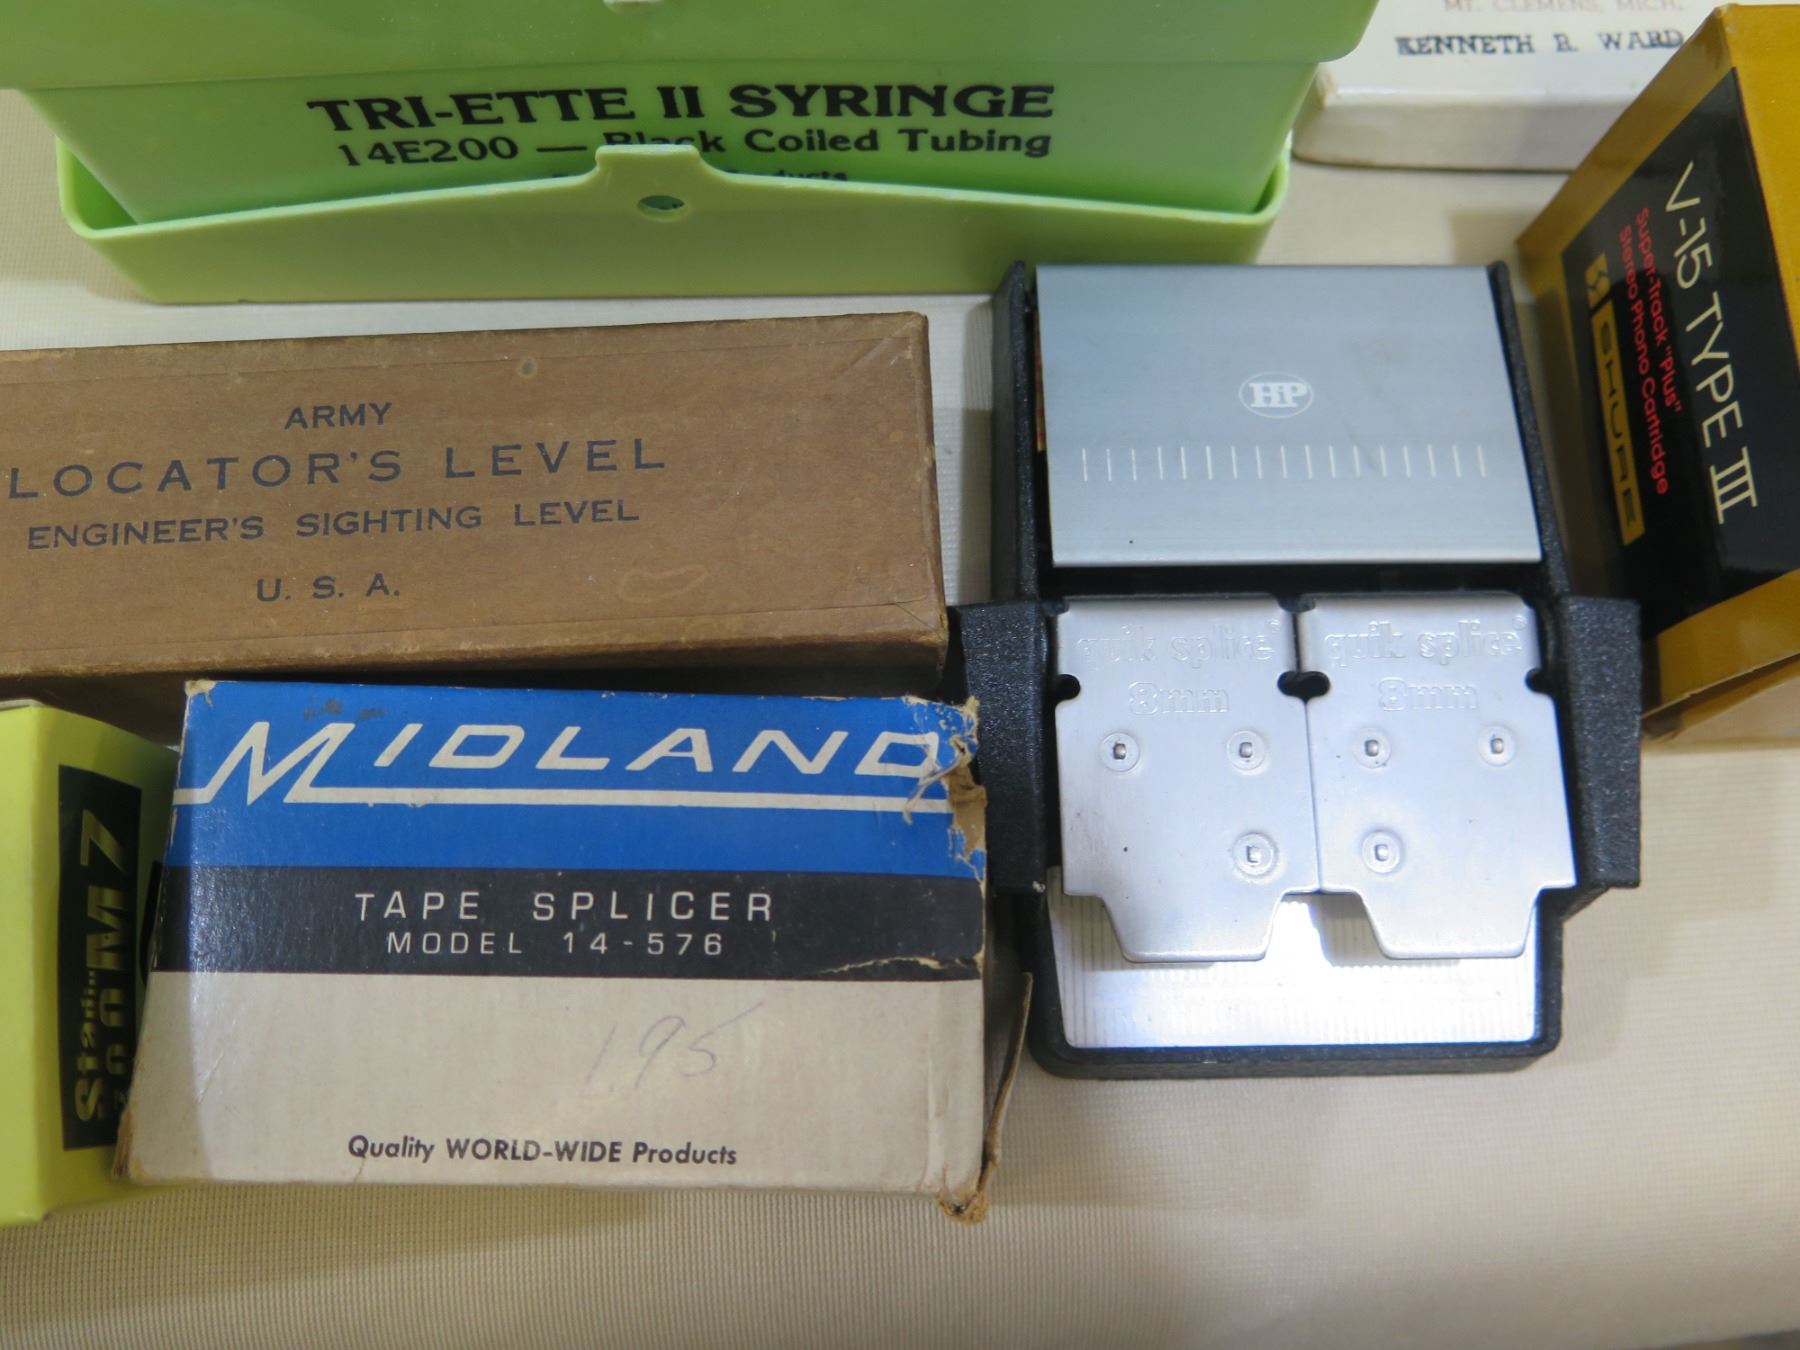 MT. CLEMENS, MICH.
KENNETH R. WARD
TRI-ETTE II SYRINGE
14E200 — Black Coiled Tubing
V-15 TYPE III
Super-Track "Plus"
Stereo Phono Cartridge
SHURE
ARMY
LOCATOR'S LEVEL
ENGINEER'S SIGHTING LEVEL
U. S. A.
HP
quik splice
8mm
quik splice
8mm
MIDLAND
TAPE SPLICER
MODEL 14-576
195
Quality WORLD-WIDE Products
M7